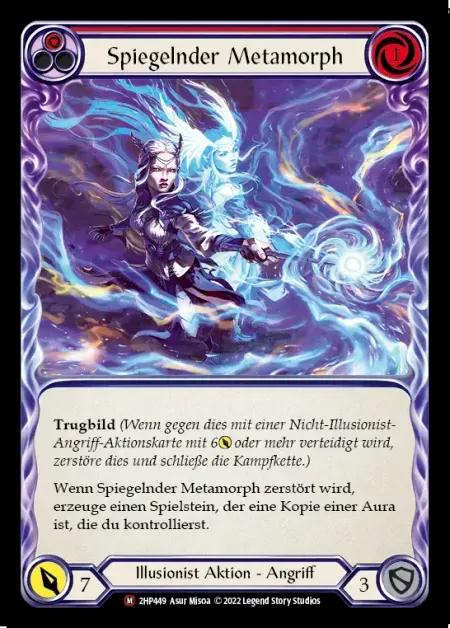 Spiegelnder Metamorph
1
Trugbild (Wenn gegen dies mit einer Nicht-Illusionist-
Angriff-Aktionskarte mit 6 oder mehr verteidigt wird,
zerstöre dies und schließe die Kampfkette.)
Wenn Spiegelnder Metamorph zerstört wird,
erzeuge einen Spielstein, der eine Kopie einer Aura
ist, die du kontrollierst.
7
Illusionist Aktion - Angriff
3
M 2HP449 Asur Misoa © 2022 Legend Story Studios